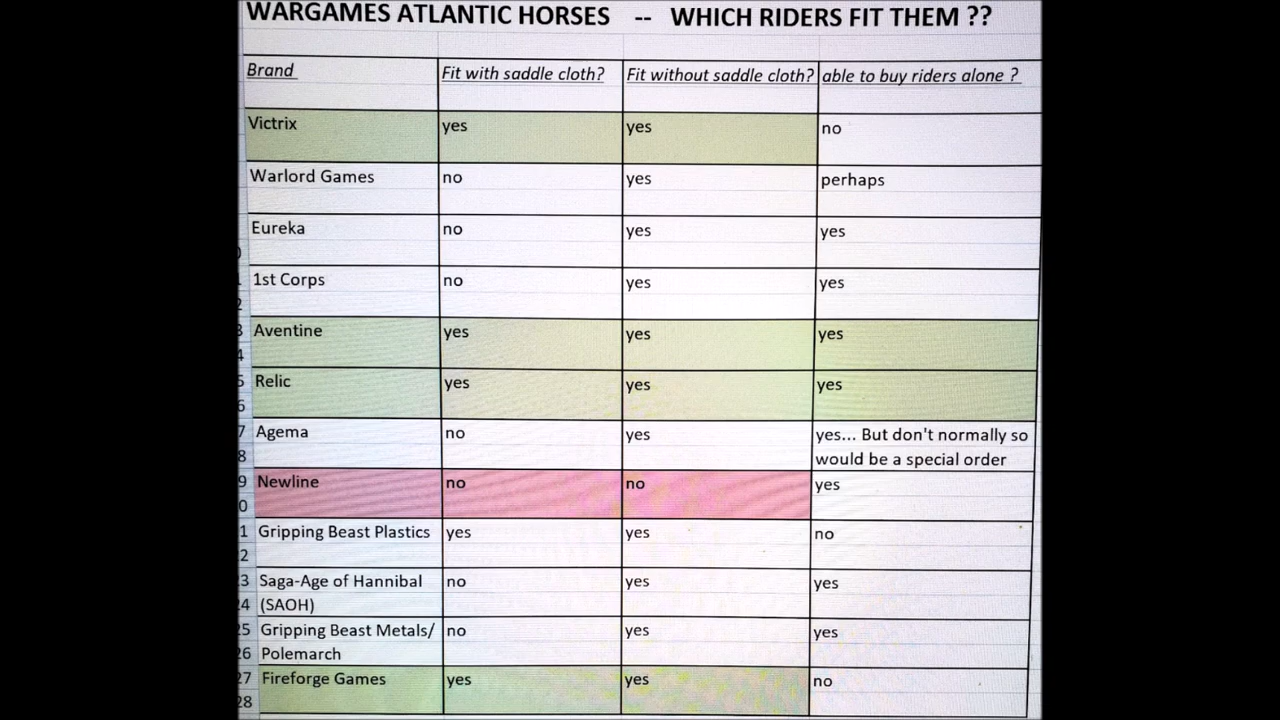 WARGAMES ATLANTIC HORSES -- WHICH RIDERS FIT THEM ??
Brand Fit with saddle cloth? Fit without saddle cloth? able to buy riders alone ?
Victrix yes yes no
Warlord Games no yes perhaps
Eureka no yes yes
1st Corps no yes yes
Aventine yes yes yes
Relic yes yes yes
Agema no yes yes... But don't normally so
would be a special order
Newline no no yes
Gripping Beast Plastics yes yes no
Saga-Age of Hannibal no yes yes
(SAOH)
Gripping Beast Metals/ no yes yes
Polemarch
Fireforge Games yes yes no